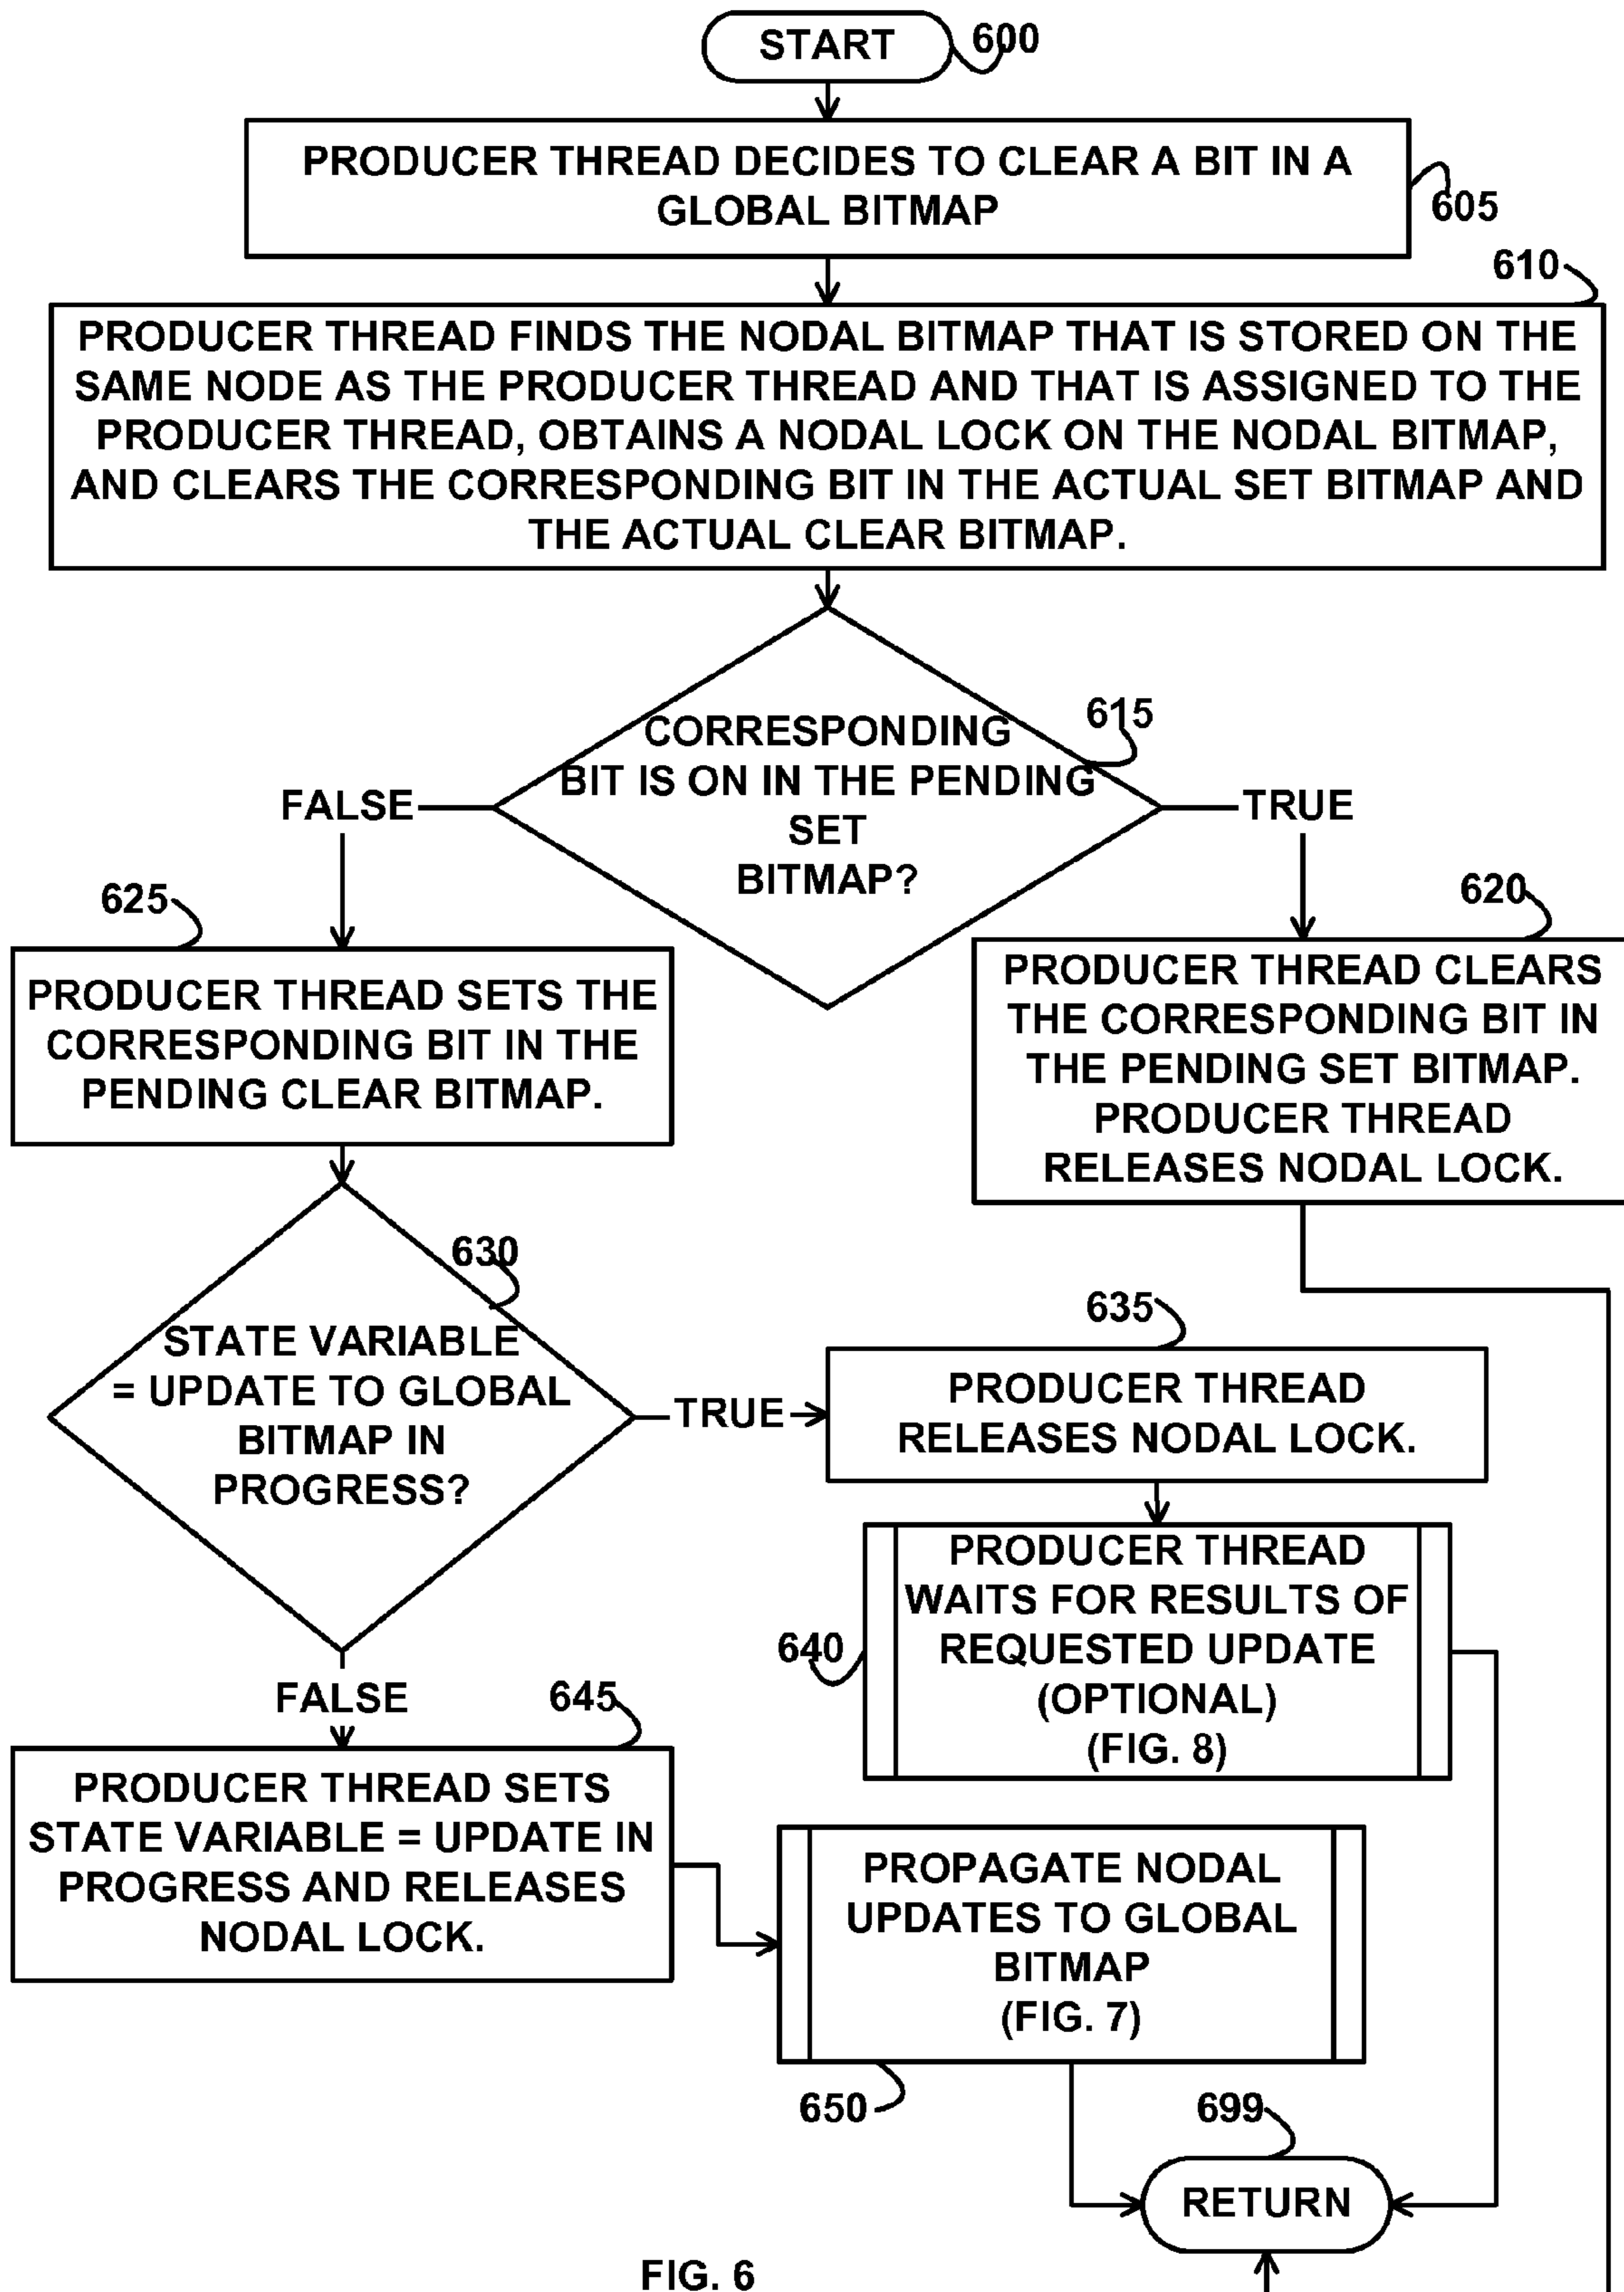 START
600
PRODUCER THREAD DECIDES TO CLEAR A BIT IN A
GLOBAL BITMAP
605
610
PRODUCER THREAD FINDS THE NODAL BITMAP THAT IS STORED ON THE
SAME NODE AS THE PRODUCER THREAD AND THAT IS ASSIGNED TO THE
PRODUCER THREAD, OBTAINS A NODAL LOCK ON THE NODAL BITMAP,
AND CLEARS THE CORRESPONDING BIT IN THE ACTUAL SET BITMAP AND
THE ACTUAL CLEAR BITMAP.
615
CORRESPONDING
BIT IS ON IN THE PENDING
SET
BITMAP?
FALSE
TRUE
625
PRODUCER THREAD SETS THE
CORRESPONDING BIT IN THE
PENDING CLEAR BITMAP.
620
PRODUCER THREAD CLEARS
THE CORRESPONDING BIT IN
THE PENDING SET BITMAP.
PRODUCER THREAD
RELEASES NODAL LOCK.
630
STATE VARIABLE
= UPDATE TO GLOBAL
BITMAP IN
PROGRESS?
TRUE
635
PRODUCER THREAD
RELEASES NODAL LOCK.
640
PRODUCER THREAD
WAITS FOR RESULTS OF
REQUESTED UPDATE
(OPTIONAL)
(FIG. 8)
FALSE
645
PRODUCER THREAD SETS
STATE VARIABLE = UPDATE IN
PROGRESS AND RELEASES
NODAL LOCK.
PROPAGATE NODAL
UPDATES TO GLOBAL
BITMAP
(FIG. 7)
650
699
RETURN
FIG. 6